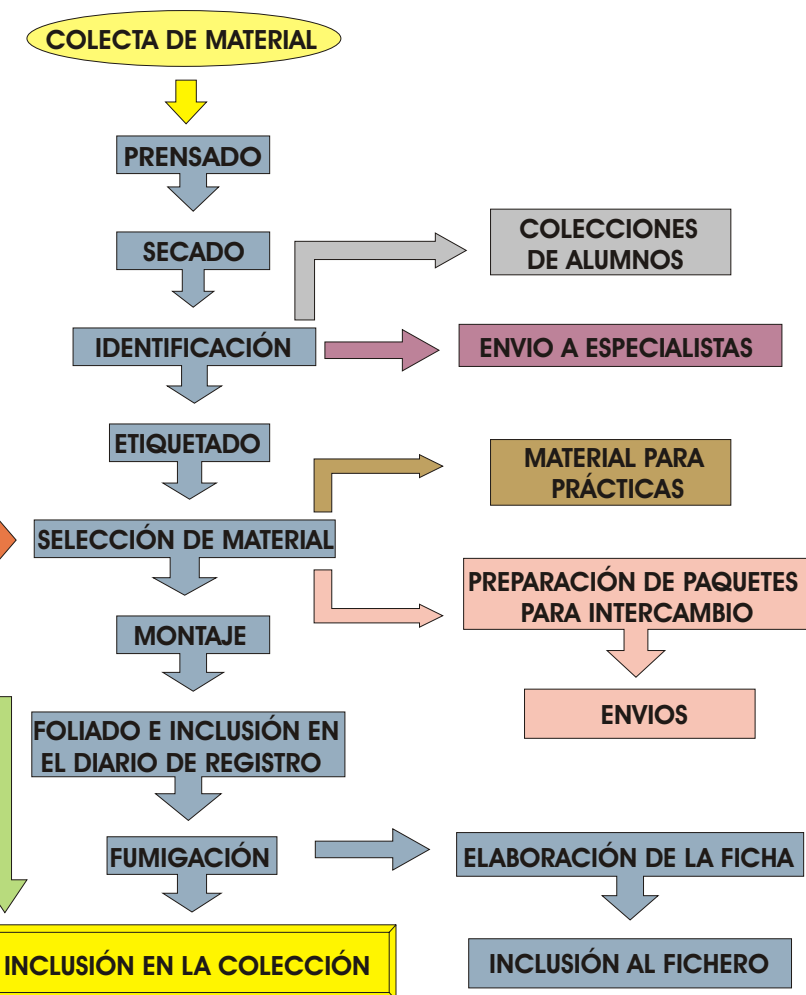 COLECTA DE MATERIAL
PRENSADO
SECADO
COLECCIONES
DE ALUMNOS
IDENTIFICACIÓN
ENVIO A ESPECIALISTAS
ETIQUETADO
MATERIAL PARA
PRÁCTICAS
SELECCIÓN DE MATERIAL
PREPARACIÓN DE PAQUETES
PARA INTERCAMBIO
MONTAJE
ENVIOS
FOLIADO E INCLUSIÓN EN
EL DIARIO DE REGISTRO
FUMIGACIÓN
ELABORACIÓN DE LA FICHA
INCLUSIÓN EN LA COLECCIÓN
INCLUSIÓN AL FICHERO